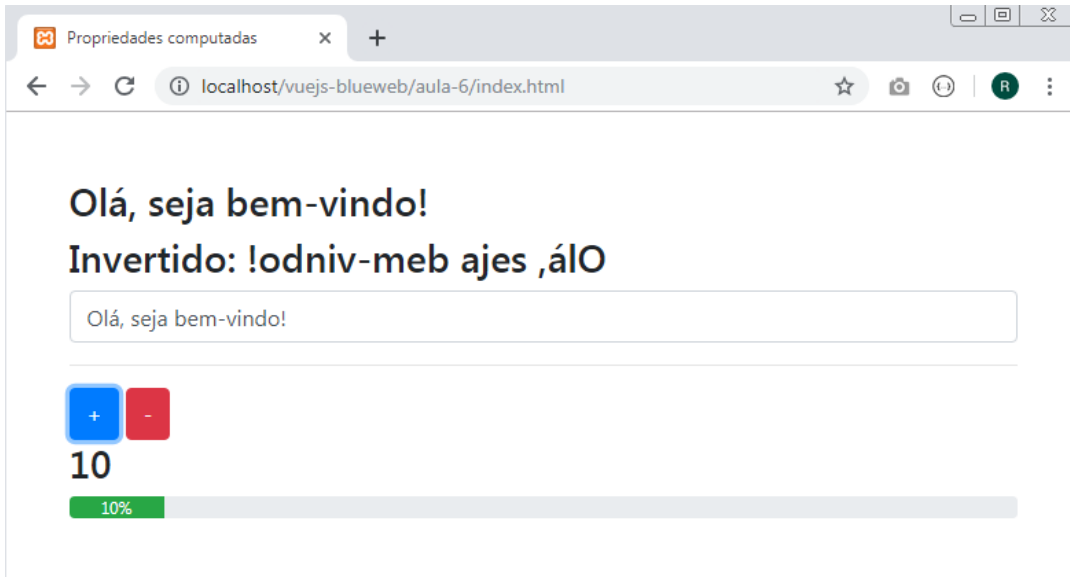 Propriedades computadas
localhost/vuejs-blueweb/aula-6/index.html
R
Olá, seja bem-vindo!
Invertido: !odniv-meb ajes ,álO
Olá, seja bem-vindo!
+ -
10
10%